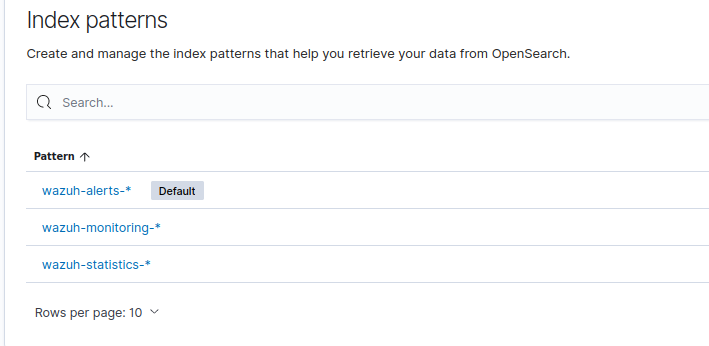 Index patterns
Create and manage the index patterns that help you retrieve your data from OpenSearch.
Search...
Pattern
wazuh-alerts-* Default
wazuh-monitoring-*
wazuh-statistics-*
Rows per page: 10